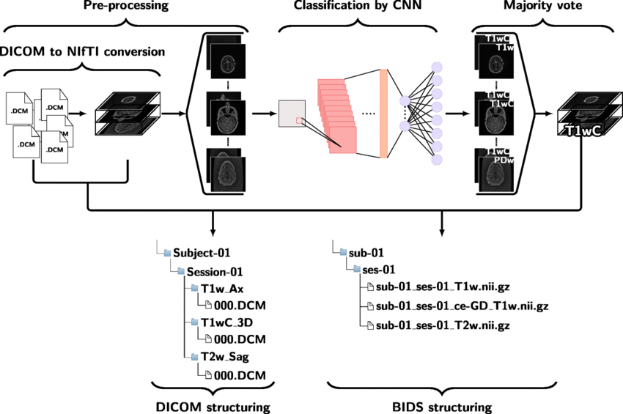 Pre-processing
Classification by CNN
Majority vote
DICOM to NIfTI conversion
.DCM
.DCM
.DCM
.DCM
.DCM
T1wC
T1w
T1wC
T1wC
T1wC
PDw
T1wC
Subject-01
Session-01
T1w_Ax
000.DCM
T1wC_3D
000.DCM
T2w_Sag
000.DCM
DICOM structuring
sub-01
ses-01
sub-01_ses-01_T1w.nii.gz
sub-01_ses-01_ce-GD_T1w.nii.gz
sub-01_ses-01_T2w.nii.gz
BIDS structuring